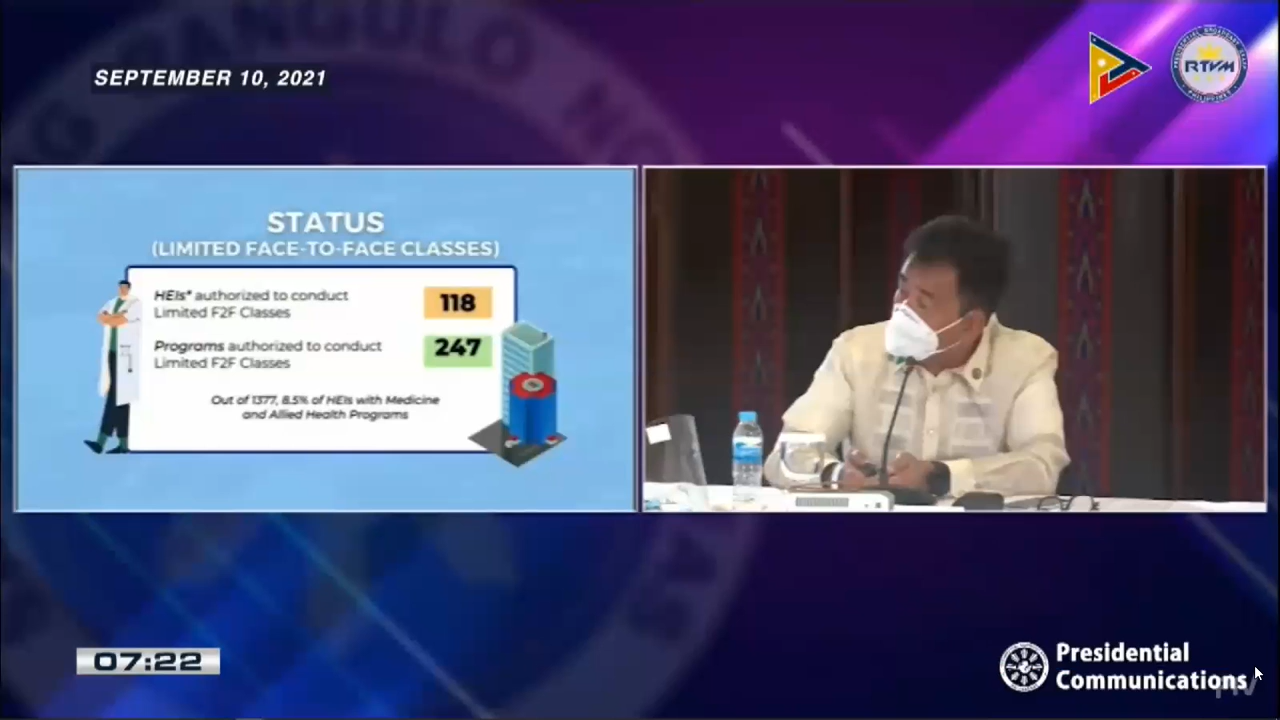 SEPTEMBER 10, 2021
RTVM
STATUS
(LIMITED FACE-TO-FACE CLASSES)
HEIs* authorized to conduct
Limited F2F Classes
118
Programs authorized to conduct
Limited F2F Classes
247
Out of 1377, 8.5% of HEIs with Medicine
and Allied Health Programs
07:22
Presidential
Communications